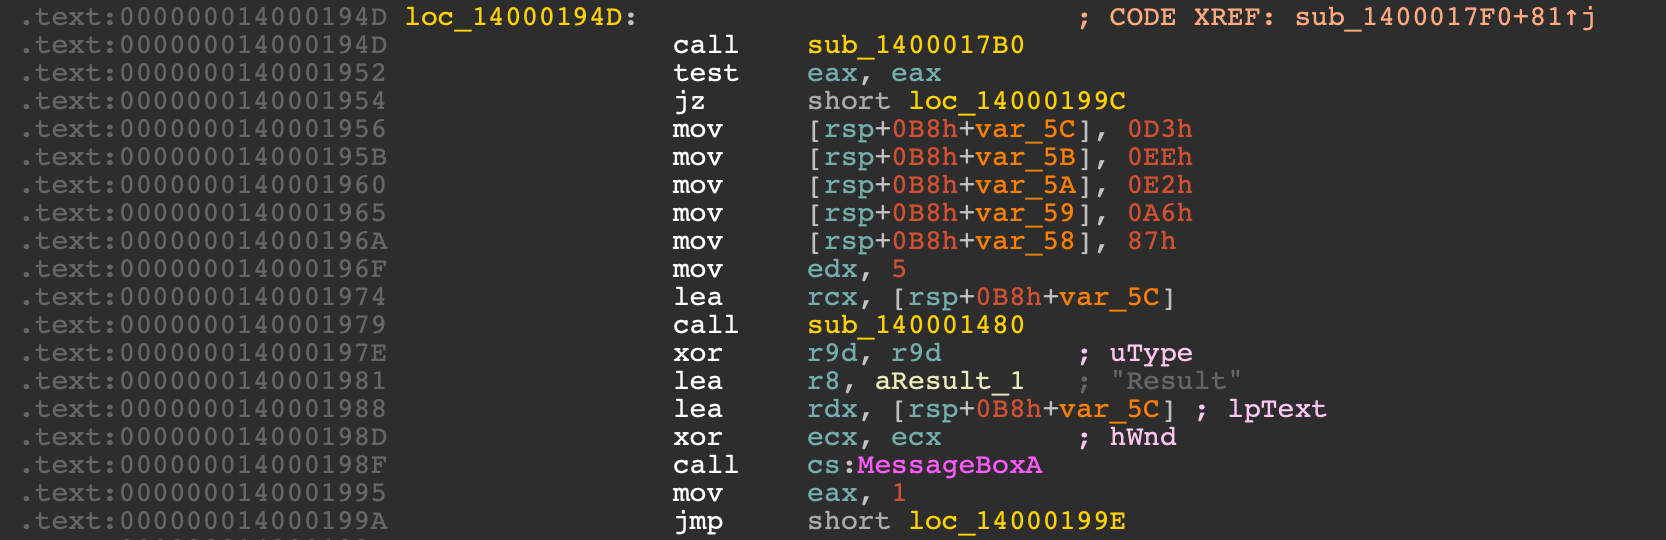 .text:000000014000194D loc_14000194D: ; CODE XREF: sub_1400017F0+81↑j
.text:000000014000194D call sub_1400017B0
.text:0000000140001952 test eax, eax
.text:0000000140001954 jz short loc_14000199C
.text:0000000140001956 mov [rsp+0B8h+var_5C], 0D3h
.text:000000014000195B mov [rsp+0B8h+var_5B], 0EEh
.text:0000000140001960 mov [rsp+0B8h+var_5A], 0E2h
.text:0000000140001965 mov [rsp+0B8h+var_59], 0A6h
.text:000000014000196A mov [rsp+0B8h+var_58], 87h
.text:000000014000196F mov edx, 5
.text:0000000140001974 lea rcx, [rsp+0B8h+var_5C]
.text:0000000140001979 call sub_140001480
.text:000000014000197E xor r9d, r9d ; uType
.text:0000000140001981 lea r8, aResult_1 ; "Result"
.text:0000000140001988 lea rdx, [rsp+0B8h+var_5C] ; lpText
.text:000000014000198D xor ecx, ecx ; hWnd
.text:000000014000198F call cs:MessageBoxA
.text:0000000140001995 mov eax, 1
.text:000000014000199A jmp short loc_14000199E